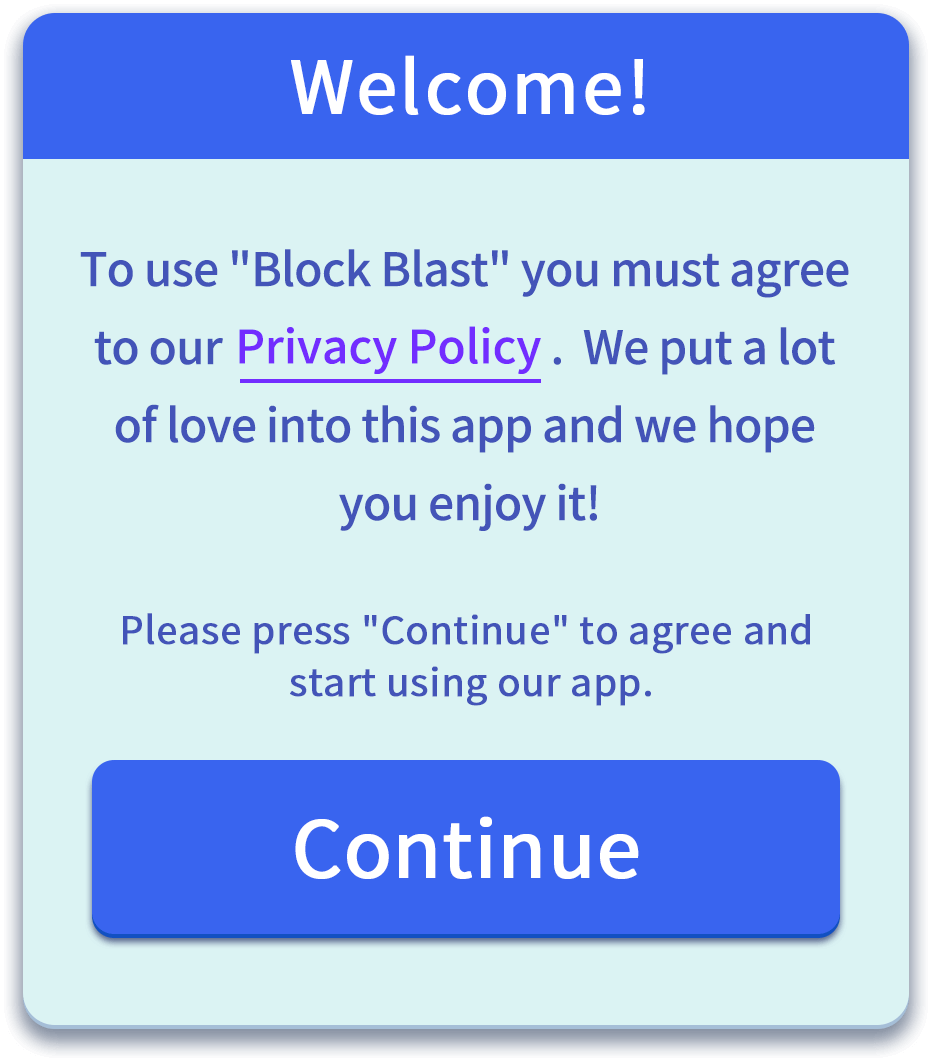 Welcome!
To use "Block Blast" you must agree
to our Privacy Policy . We put a lot
of love into this app and we hope
you enjoy it!
Please press "Continue" to agree and
start using our app.
Continue